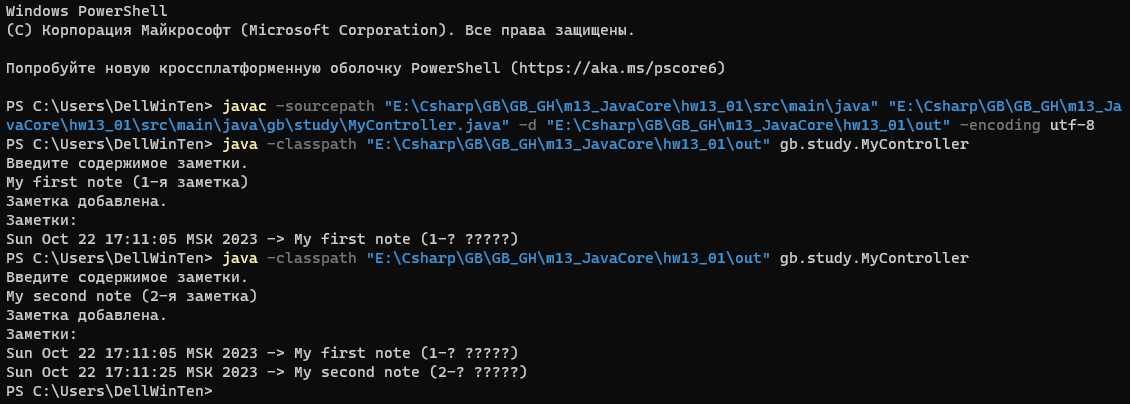 Windows PowerShell
(C) Корпорация Майкрософт (Microsoft Corporation). Все права защищены.
Попробуйте новую кроссплатформенную оболочку PowerShell (https://aka.ms/pscore6)
PS C:\Users\DellWinTen> javac -sourcepath "E:\Csharp\GB\GB_GH\m13_JavaCore\hw13_01\src\main\java" "E:\Csharp\GB\GB_GH\m13_Ja
vaCore\hw13_01\src\main\java\gb\study\MyController.java" -d "E:\Csharp\GB\GB_GH\m13_JavaCore\hw13_01\out" -encoding utf-8
PS C:\Users\DellWinTen> java -classpath "E:\Csharp\GB\GB_GH\m13_JavaCore\hw13_01\out" gb.study.MyController
Введите содержимое заметки.
My first note (1-я заметка)
Заметка добавлена.
Заметки:
Sun Oct 22 17:11:05 MSK 2023 -> My first note (1-? ?????)
PS C:\Users\DellWinTen> java -classpath "E:\Csharp\GB\GB_GH\m13_JavaCore\hw13_01\out" gb.study.MyController
Введите содержимое заметки.
My second note (2-я заметка)
Заметка добавлена.
Заметки:
Sun Oct 22 17:11:05 MSK 2023 -> My first note (1-? ?????)
Sun Oct 22 17:11:25 MSK 2023 -> My second note (2-? ?????)
PS C:\Users\DellWinTen>